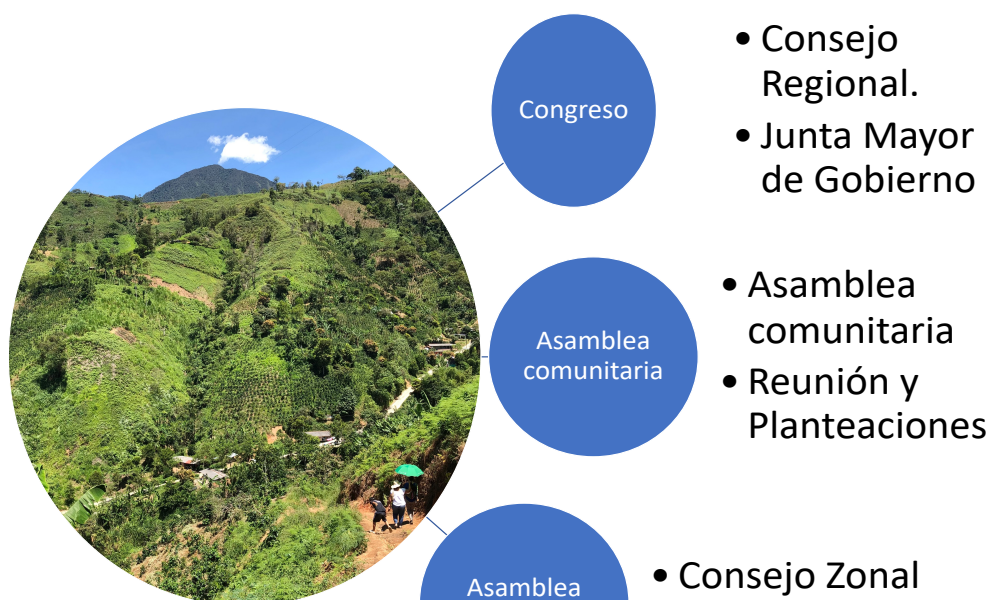 Congreso
• Consejo
Regional.
• Junta Mayor
de Gobierno
Asamblea
comunitaria
• Asamblea
comunitaria
• Reunión y
Planteaciones
Asamblea
• Consejo Zonal